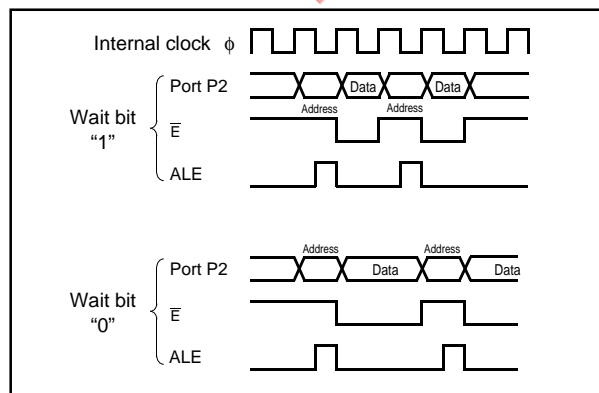 Internal clock ϕ
Port P2
Data
Data
Address
Address
Wait bit
“1”
E̅
ALE
Address
Address
Port P2
Data
Data
Wait bit
“0”
E̅
ALE